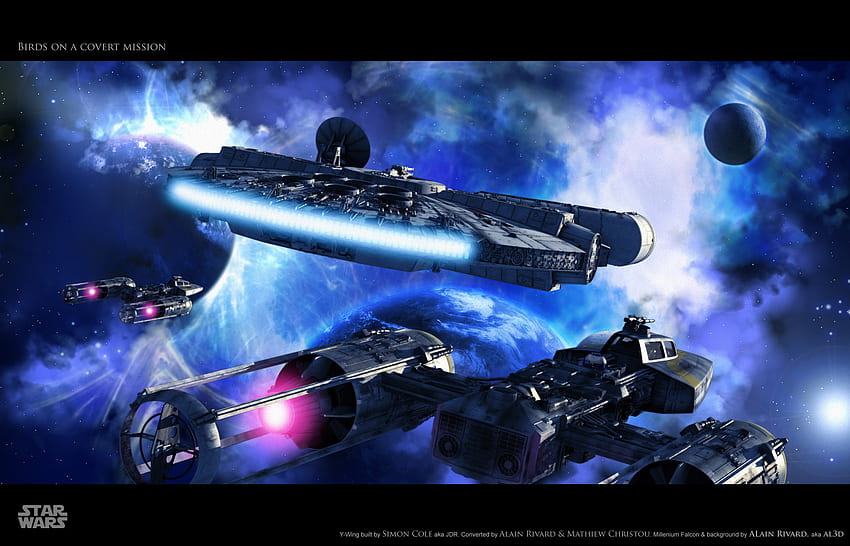 BIRDS ON A COVERT MISSION
STAR
WARS
Y-Wing built by SIMON COLE aka JDR. Converted by ALAIN RIVARD & MATHIEW CHRISTOU. Millenium Falcon & background by ALAIN RIVARD, aka AL3D